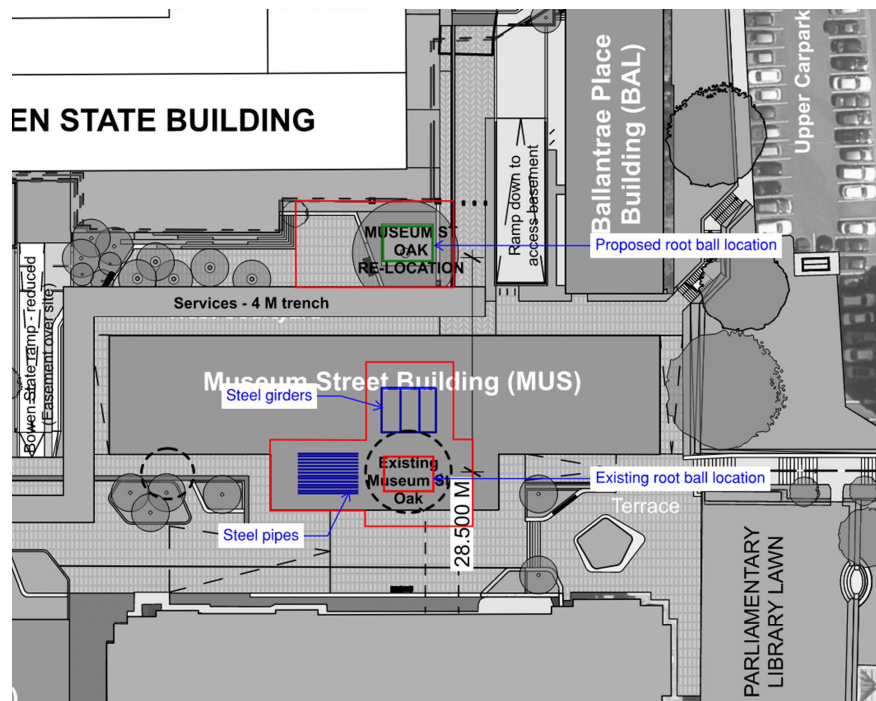 EN STATE BUILDING
Ballantrae Place
Building (BAL)
Upper Carpark
Ramp down to
access basement
MUSEUM ST
OAK
RE-LOCATION
Proposed root ball location
Services - 4 M trench
Bowen State ramp - reduced
(Easement over site)
Museum Street Building (MUS)
Steel girders
Existing
Museum St
Oak
Existing root ball location
Steel pipes
28.500 M
Terrace
PARLIAMENTARY
LIBRARY LAWN